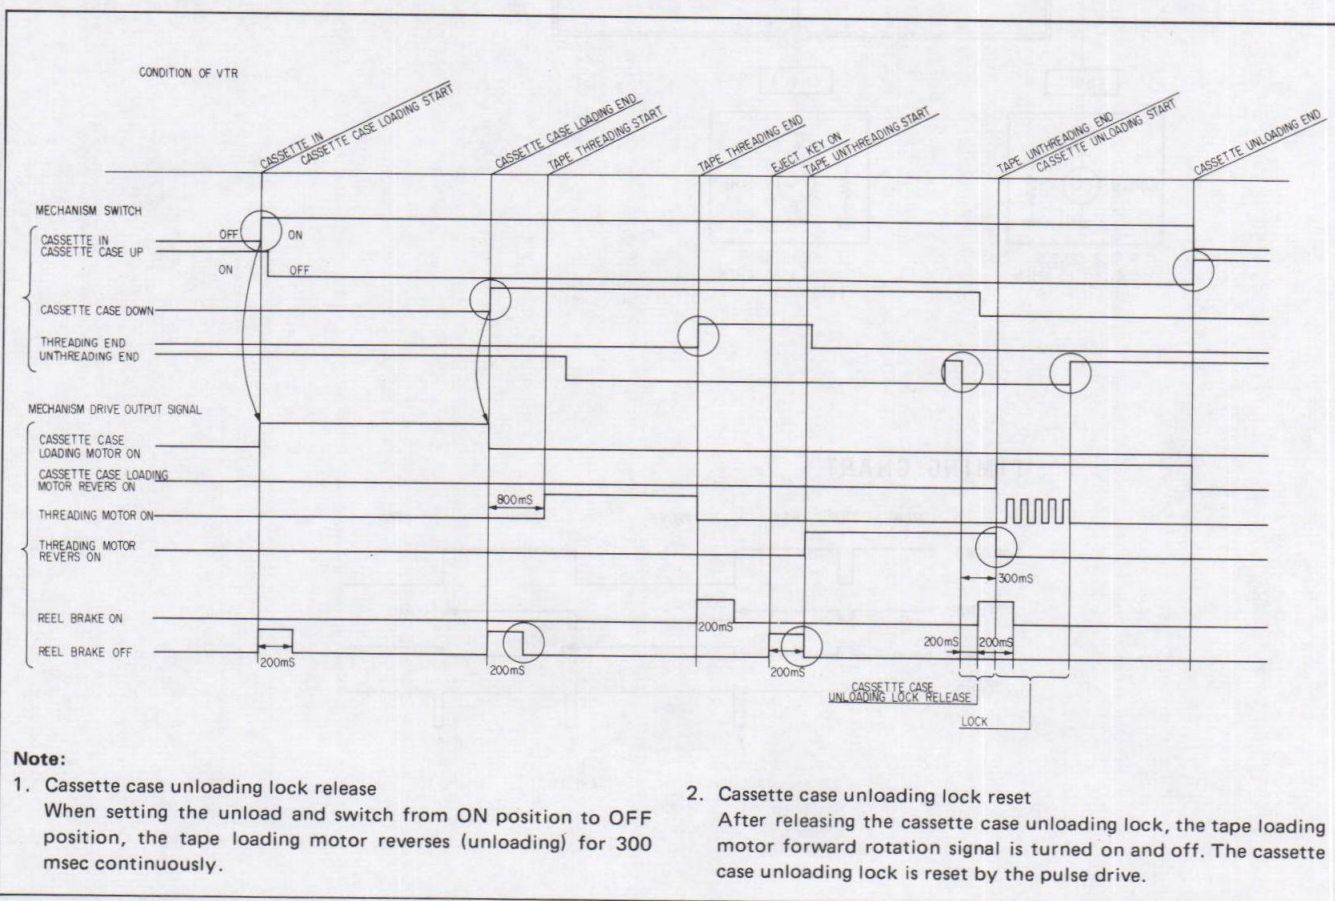 CONDITION OF VTR
CASSETTE IN
CASSETTE CASE LOADING START
CASSETTE CASE LOADING END
TAPE THREADING START
TAPE THREADING END
EJECT KEY ON
TAPE UNTHREADING START
TAPE UNTHREADING END
CASSETTE UNLOADING START
CASSETTE UNLOADING END
MECHANISM SWITCH
CASSETTE IN OFF ON
CASSETTE CASE UP
ON OFF
CASSETTE CASE DOWN
THREADING END
UNTHREADING END
MECHANISM DRIVE OUTPUT SIGNAL
CASSETTE CASE
LOADING MOTOR ON
CASSETTE CASE LOADING
MOTOR REVERS ON
800mS
THREADING MOTOR ON
THREADING MOTOR
REVERS ON
300mS
REEL BRAKE ON
200mS
200mS 200mS
REEL BRAKE OFF
200mS
200mS
200mS
CASSETTE CASE
UNLOADING LOCK RELEASE
LOCK
TIMING CHART
Note:
1. Cassette case unloading lock release
When setting the unload and switch from ON position to OFF
position, the tape loading motor reverses (unloading) for 300
msec continuously.
2. Cassette case unloading lock reset
After releasing the cassette case unloading lock, the tape loading
motor forward rotation signal is turned on and off. The cassette
case unloading lock is reset by the pulse drive.